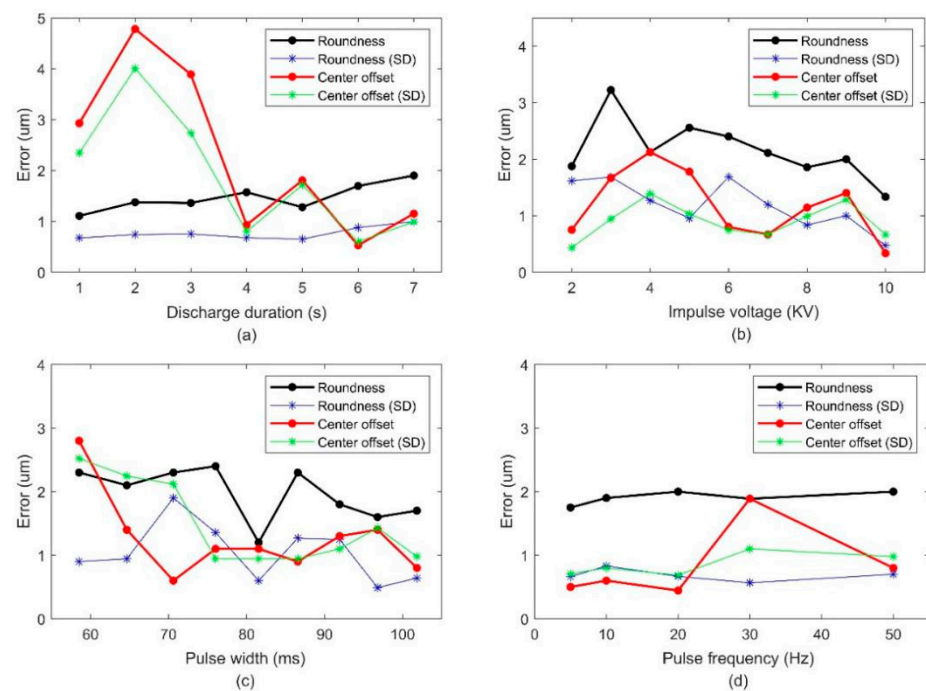 5
4
3
2
1
0
Error (um)
Roundness
Roundness (SD)
Center offset
Center offset (SD)
1 2 3 4 5 6 7
Discharge duration (s)
(a)
4
3
2
1
0
Error (um)
Roundness
Roundness (SD)
Center offset
Center offset (SD)
2 4 6 8 10
Impulse voltage (KV)
(b)
4
3
2
1
0
Error (um)
Roundness
Roundness (SD)
Center offset
Center offset (SD)
60 70 80 90 100
Pulse width (ms)
(c)
4
3
2
1
0
Error (um)
Roundness
Roundness (SD)
Center offset
Center offset (SD)
0 10 20 30 40 50
Pulse frequency (Hz)
(d)